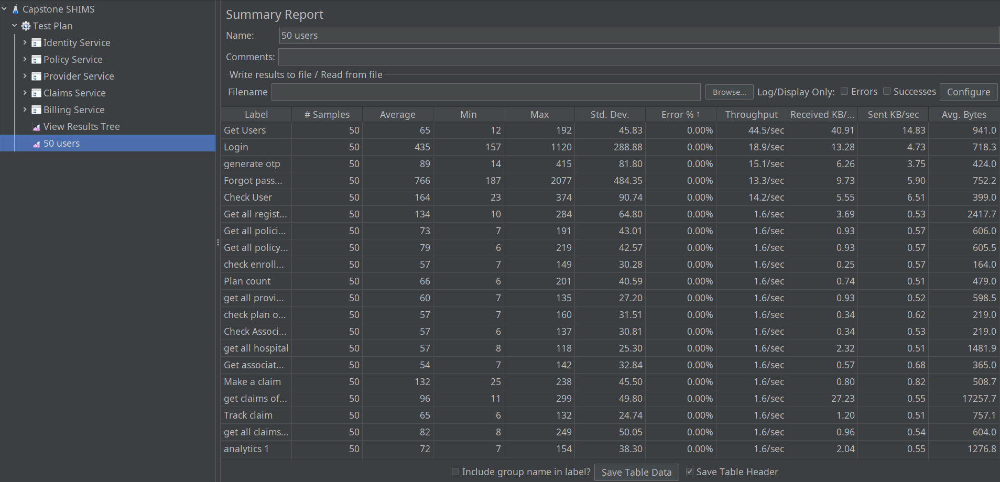 Capstone SHIMS
Test Plan
Identity Service
Policy Service
Provider Service
Claims Service
Billing Service
View Results Tree
50 users
Summary Report
Name: 50 users
Comments:
Write results to file / Read from file
Filename Browse... Log/Display Only: Errors Successes Configure
Label # Samples Average Min Max Std. Dev. Error % ↑ Throughput Received KB/... Sent KB/sec Avg. Bytes
Get Users 50 65 12 192 45.83 0.00% 44.5/sec 40.91 14.83 941.0
Login 50 435 157 1120 288.88 0.00% 18.9/sec 13.28 4.73 718.3
generate otp 50 89 14 415 81.80 0.00% 15.1/sec 6.26 3.75 424.0
Forgot pass... 50 766 187 2077 484.35 0.00% 13.3/sec 9.73 5.90 752.2
Check User 50 164 23 374 90.74 0.00% 14.2/sec 5.55 6.51 399.0
Get all regist... 50 134 10 284 64.80 0.00% 1.6/sec 3.69 0.53 2417.7
Get all polici... 50 73 7 191 43.01 0.00% 1.6/sec 0.93 0.57 606.0
Get all policy... 50 79 6 219 42.57 0.00% 1.6/sec 0.93 0.57 605.5
check enroll... 50 57 7 149 30.28 0.00% 1.6/sec 0.25 0.57 164.0
Plan count 50 66 6 201 40.59 0.00% 1.6/sec 0.74 0.51 479.0
get all provi... 50 60 7 135 27.20 0.00% 1.6/sec 0.93 0.52 598.5
check plan o... 50 57 7 160 31.51 0.00% 1.6/sec 0.34 0.62 219.0
Check Associ... 50 57 6 137 30.81 0.00% 1.6/sec 0.34 0.53 219.0
get all hospital 50 57 8 118 25.30 0.00% 1.6/sec 2.32 0.51 1481.9
Get associat... 50 54 7 142 32.84 0.00% 1.6/sec 0.57 0.68 365.0
Make a claim 50 132 25 238 45.50 0.00% 1.6/sec 0.80 0.82 508.7
get claims of... 50 96 11 299 49.80 0.00% 1.6/sec 27.23 0.55 17257.7
Track claim 50 65 6 132 24.74 0.00% 1.6/sec 1.20 0.51 757.1
get all claims... 50 82 8 249 50.05 0.00% 1.6/sec 0.96 0.54 604.0
analytics 1 50 72 7 154 38.30 0.00% 1.6/sec 2.04 0.55 1276.8
Include group name in label? Save Table Data Save Table Header